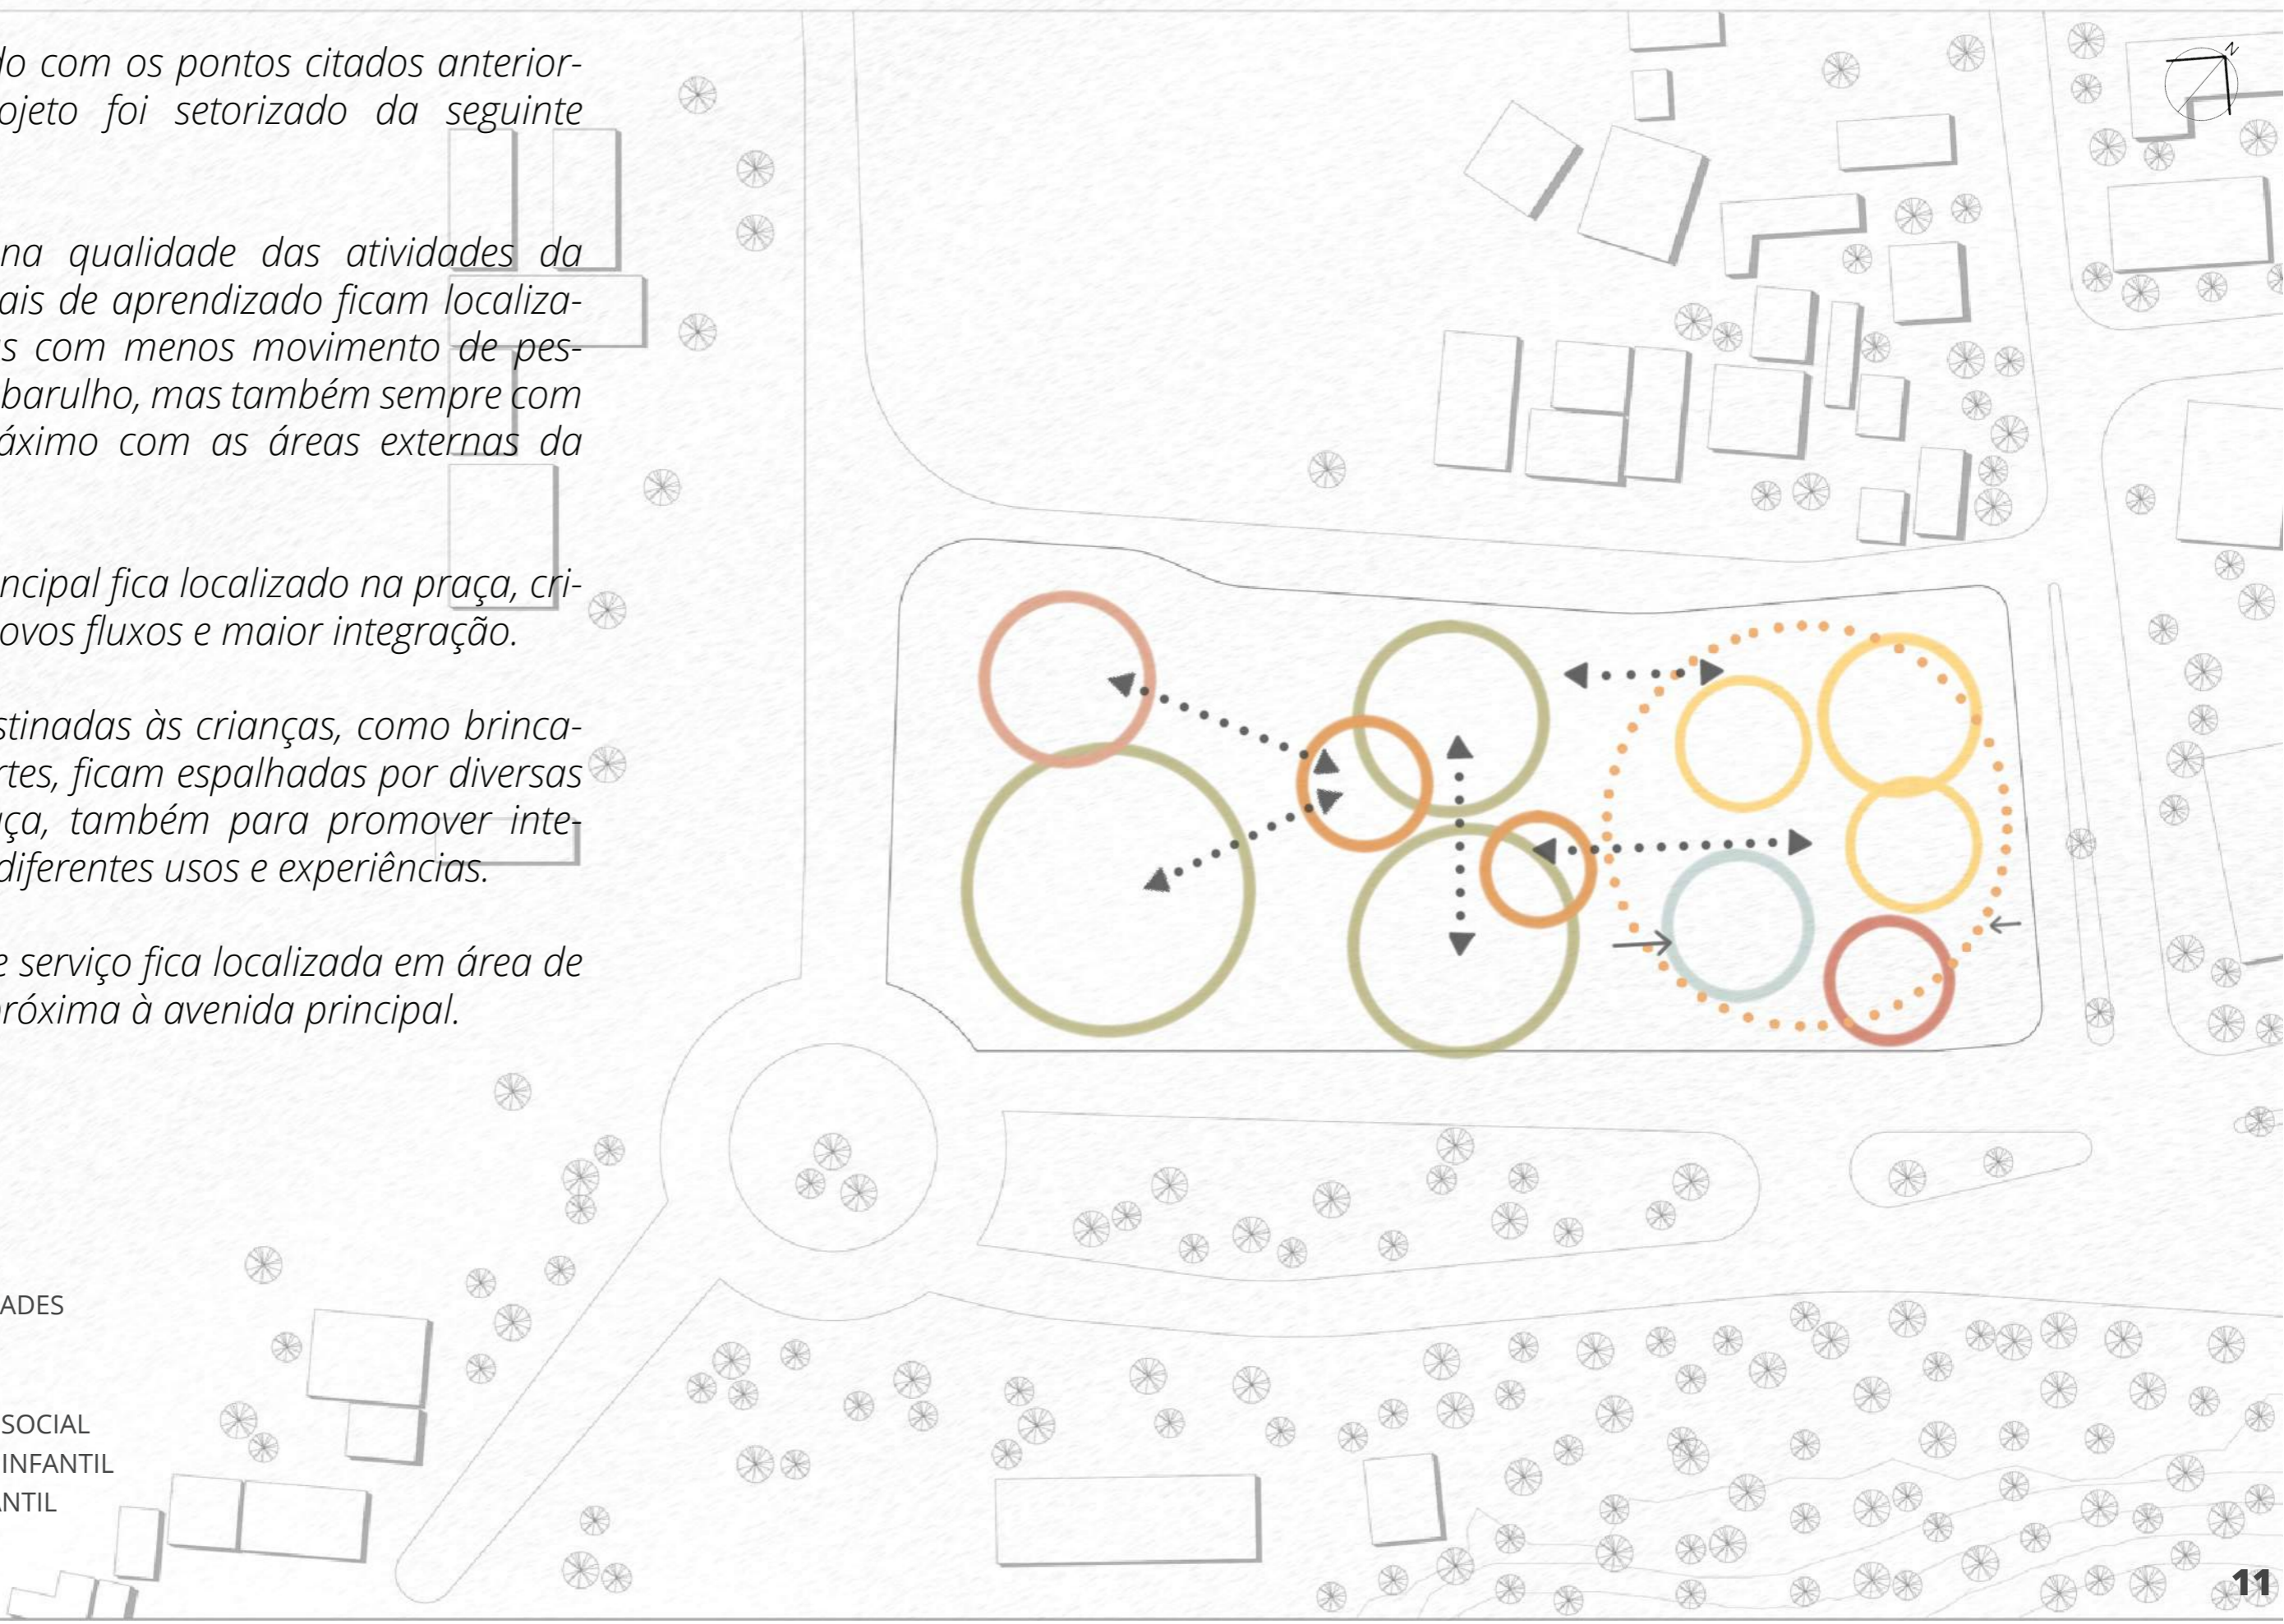 do com os pontos citados anterior-
ojeto foi setorizado da seguinte
na qualidade das atividades da
ais de aprendizado ficam localiza-
s com menos movimento de pes-
barulho, mas também sempre com
áximo com as áreas externas da
ncipal fica localizado na praça, cri-
ovos fluxos e maior integração.
stinadas às crianças, como brinca-
rtes, ficam espalhadas por diversas
ça, também para promover inte-
diferentes usos e experiências.
e serviço fica localizada em área de
próxima à avenida principal.
ADES
SOCIAL
INFANTIL
ANTIL
N
11